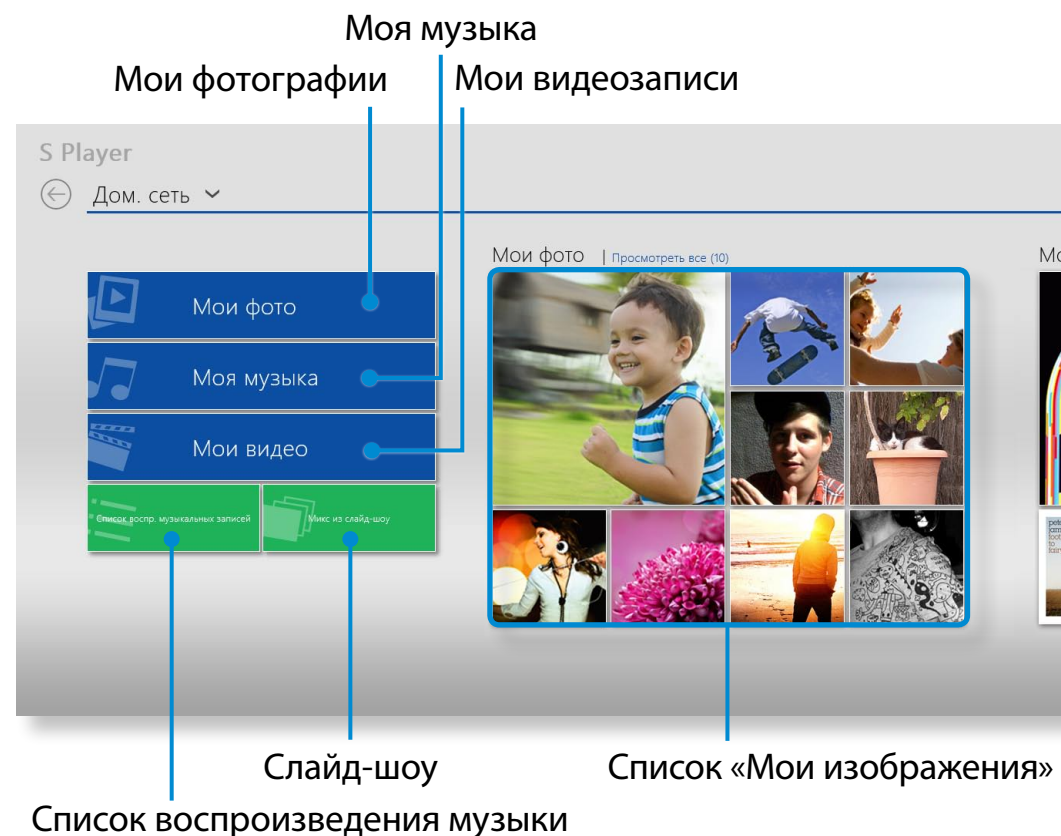 Моя музыка
Мои фотографии
Мои видеозаписи
S Player
Дом. сеть
Мои фото | Просмотреть все (10)
Мои фото
Моя музыка
Мои видео
Список воспр. музыкальных записей
Микс из слайд-шоу
Слайд-шоу
Список «Мои изображения»
Список воспроизведения музыки